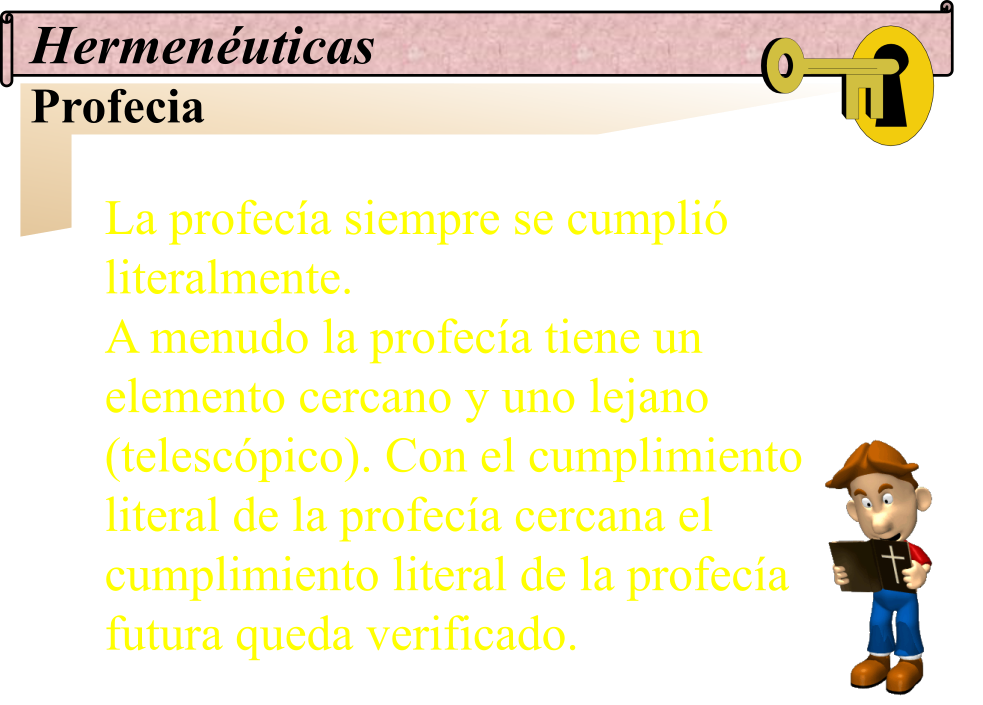 Hermenéuticas
Profecia
La profecía siempre se cumplió
literalmente.
A menudo la profecía tiene un
elemento cercano y uno lejano
(telescópico). Con el cumplimiento
literal de la profecía cercana el
cumplimiento literal de la profecía
futura queda verificado.